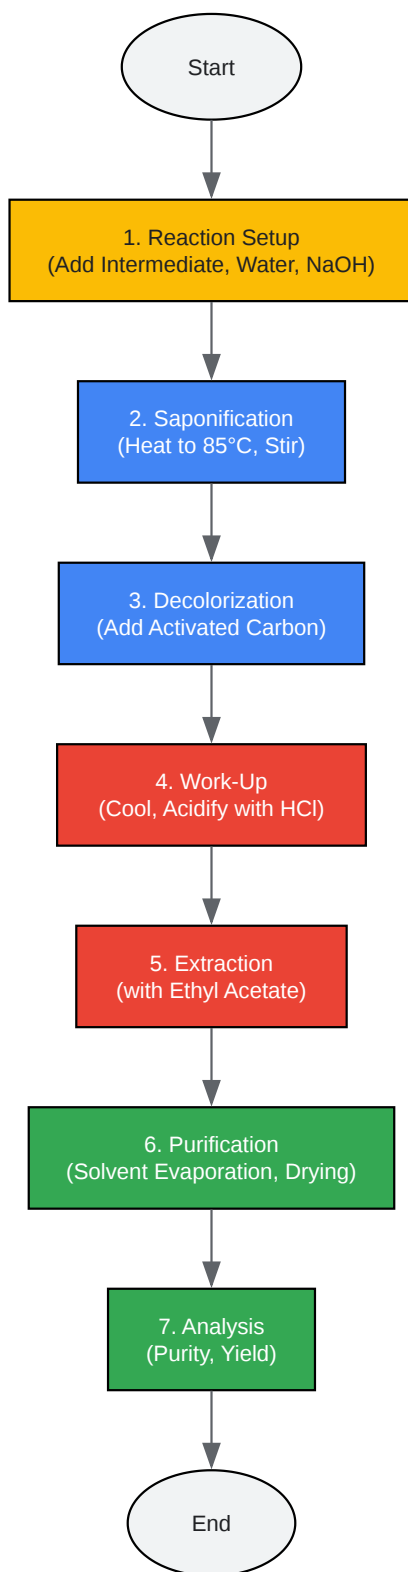 Start
1. Reaction Setup
(Add Intermediate, Water, NaOH)
2. Saponification
(Heat to 85°C, Stir)
3. Decolorization
(Add Activated Carbon)
4. Work-Up
(Cool, Acidify with HCl)
5. Extraction
(with Ethyl Acetate)
6. Purification
(Solvent Evaporation, Drying)
7. Analysis
(Purity, Yield)
End